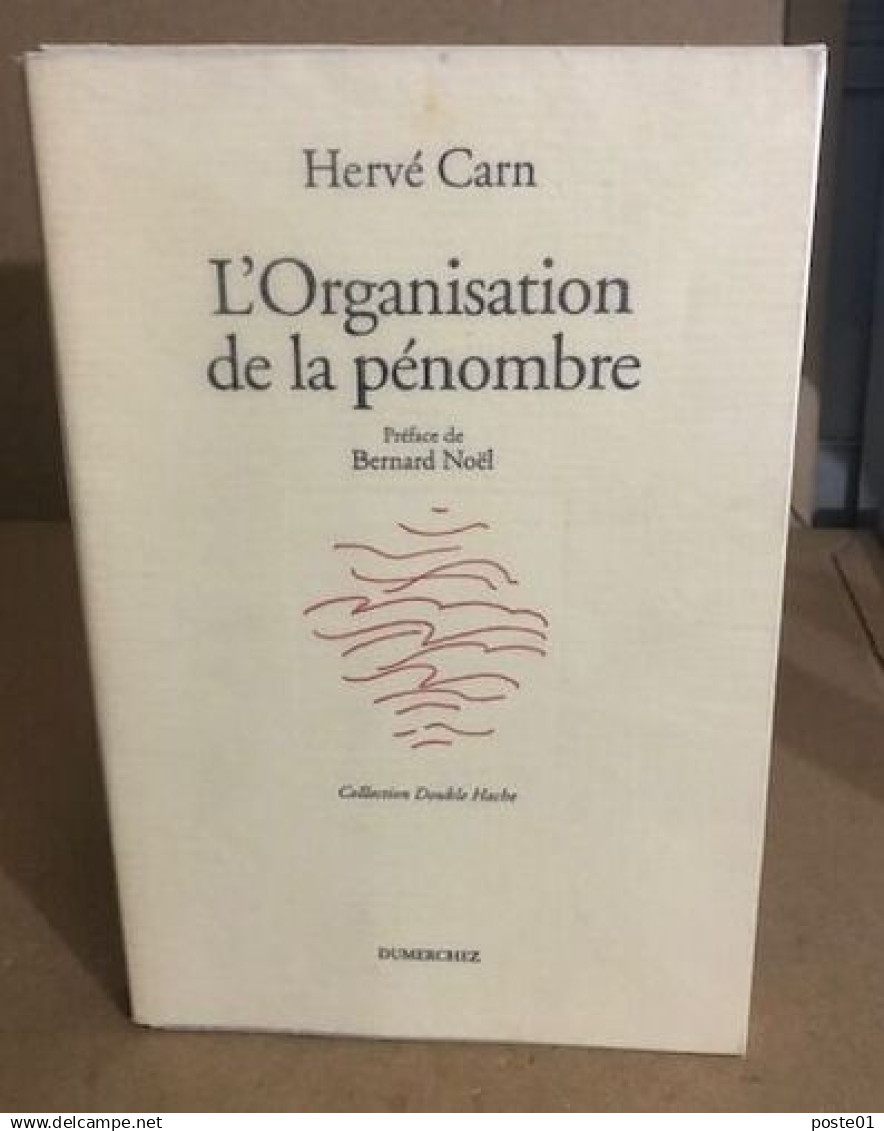 Hervé Carn
L'Organisation
de la pénombre
Préface de
Bernard Noël
Collection Double Hache
DUMERCHEZ
www.delcampe.net
poste01